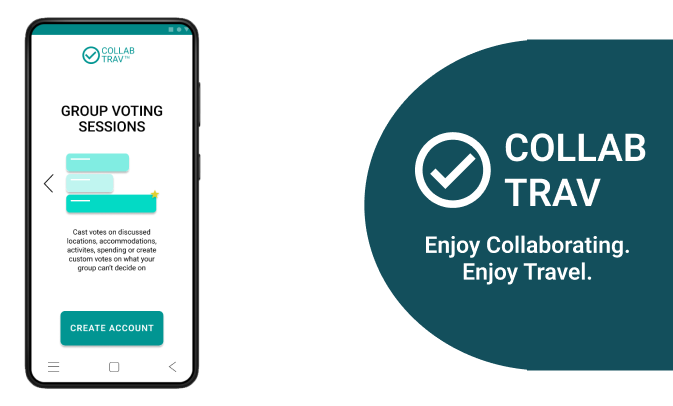 COLLAB
TRAV™
GROUP VOTING
SESSIONS
Cast votes on discussed
locations, accommodations,
activites, spending or create
custom votes on what your
group can't decide on
CREATE ACCOUNT
COLLAB
TRAV
Enjoy Collaborating.
Enjoy Travel.